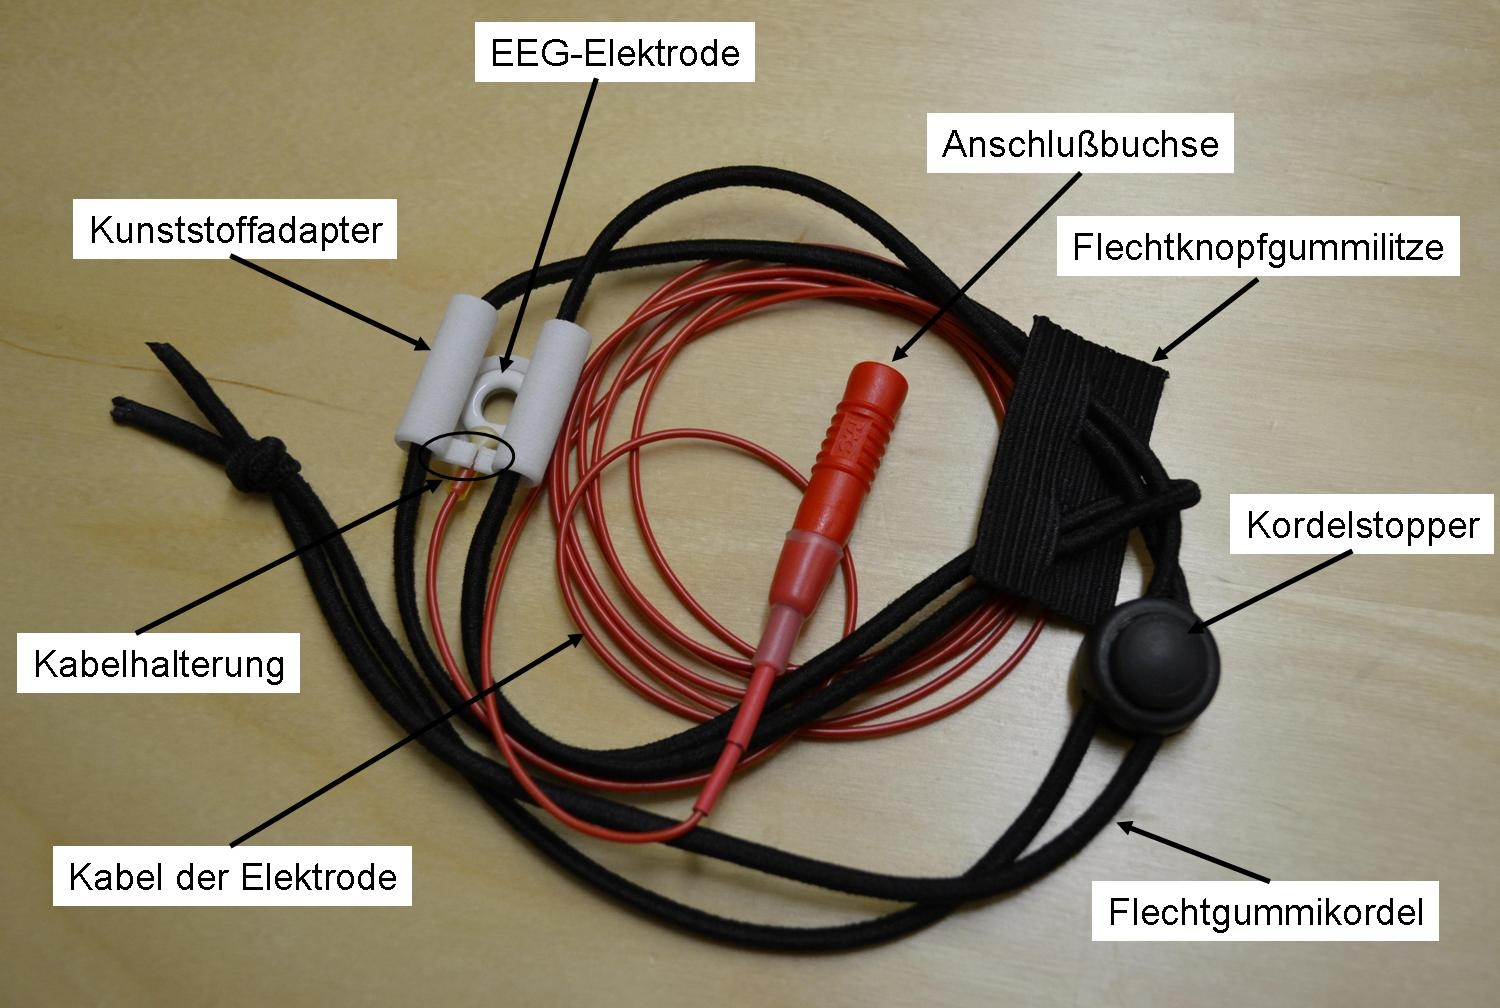 EEG-Elektrode
Anschlußbuchse
Kunststoffadapter
Flechtknopfgummilitze
Kordelstopper
Kabelhalterung
Kabel der Elektrode
Flechtgummikordel